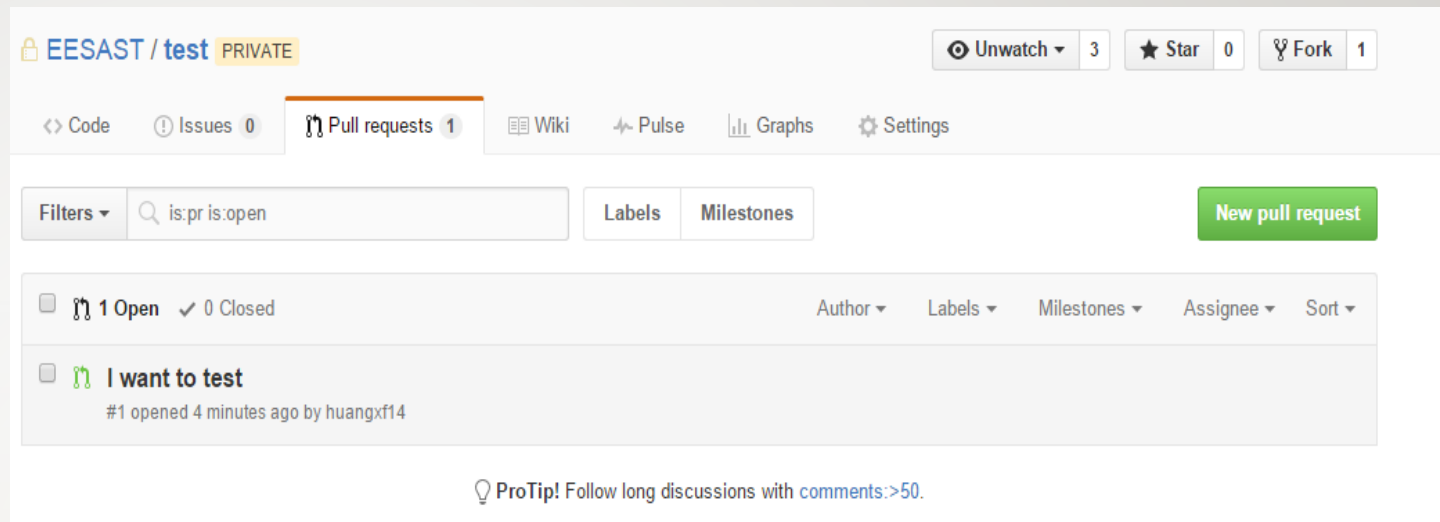 EESAST / test PRIVATE Unwatch 3 Star 0 Fork 1
Code Issues 0 Pull requests 1 Wiki Pulse Graphs Settings
Filters is:pr is:open Labels Milestones New pull request
1 Open 0 Closed Author Labels Milestones Assignee Sort
I want to test
#1 opened 4 minutes ago by huangxf14
ProTip! Follow long discussions with comments:>50.